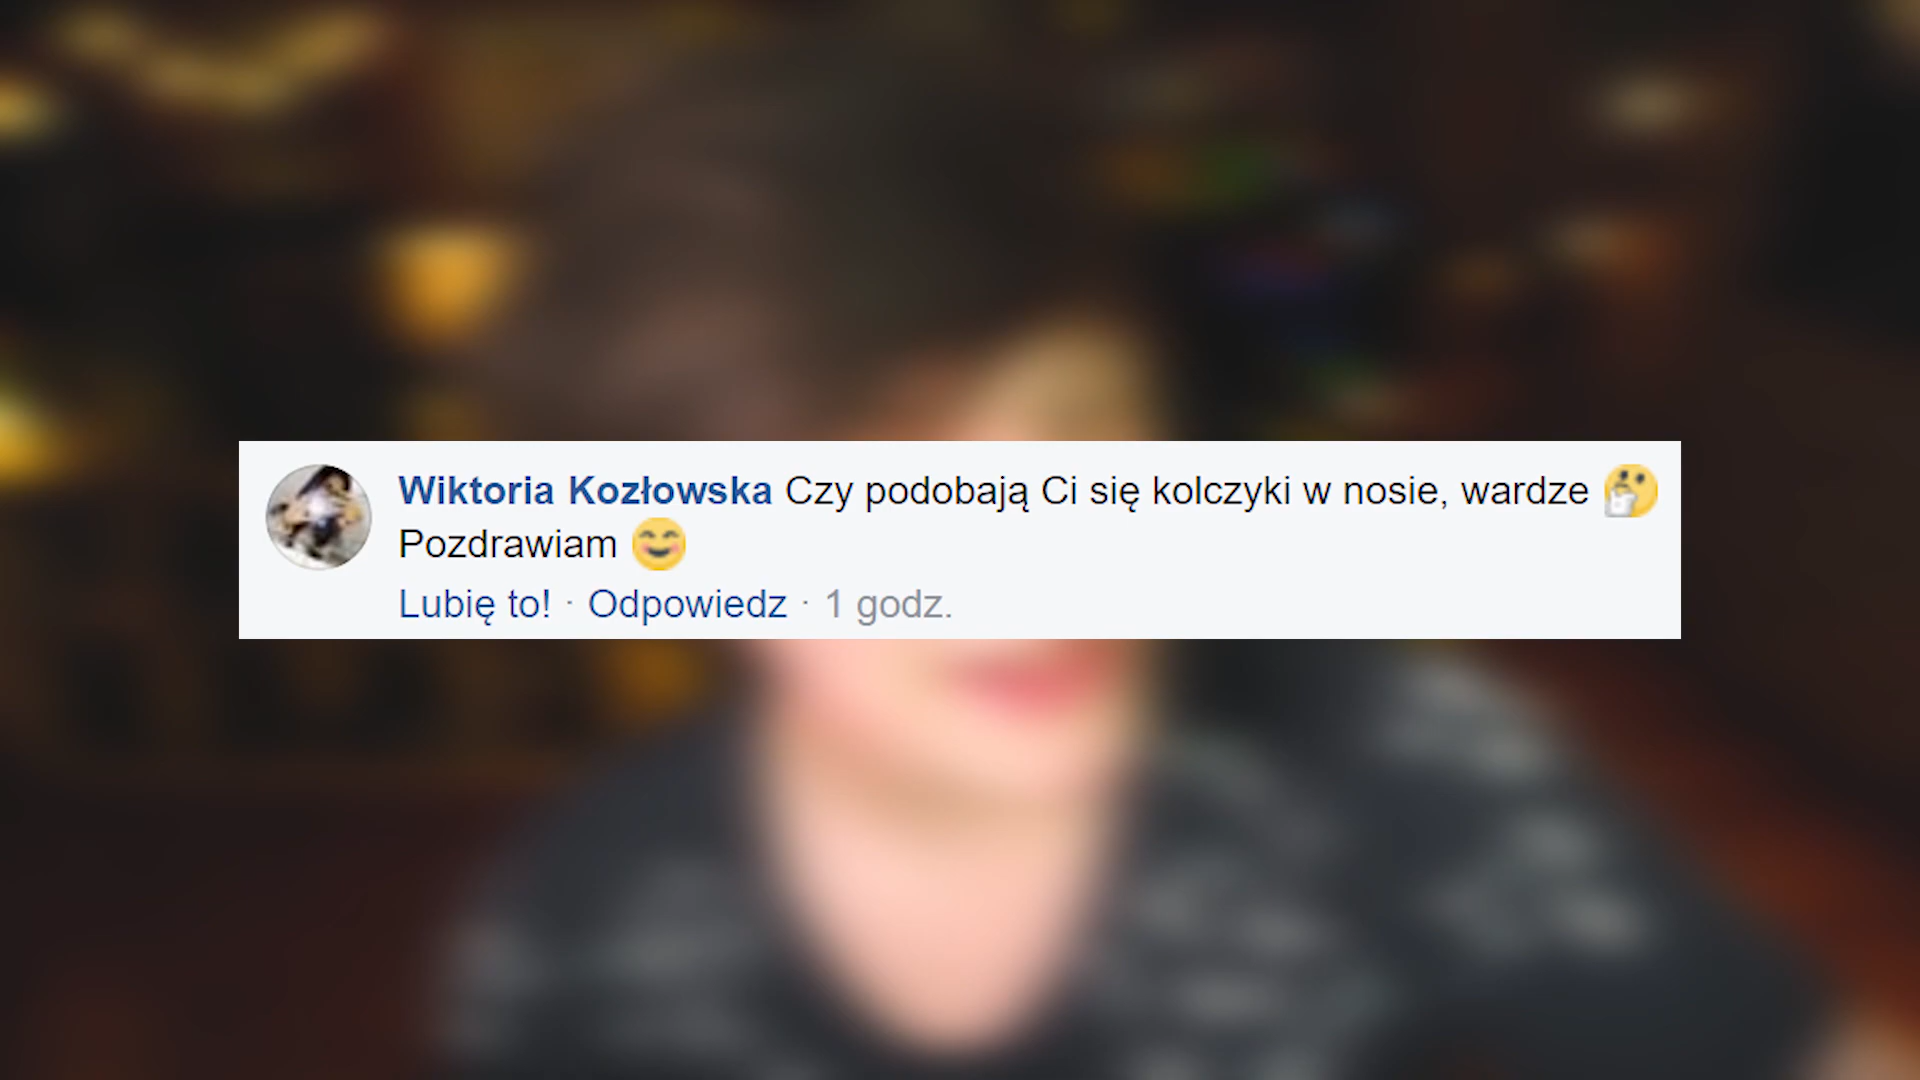 Wiktoria Kozłowska Czy podobają Ci się kolczyki w nosie, wardze 🤔
Pozdrawiam 😊
Lubię to! · Odpowiedz · 1 godz.